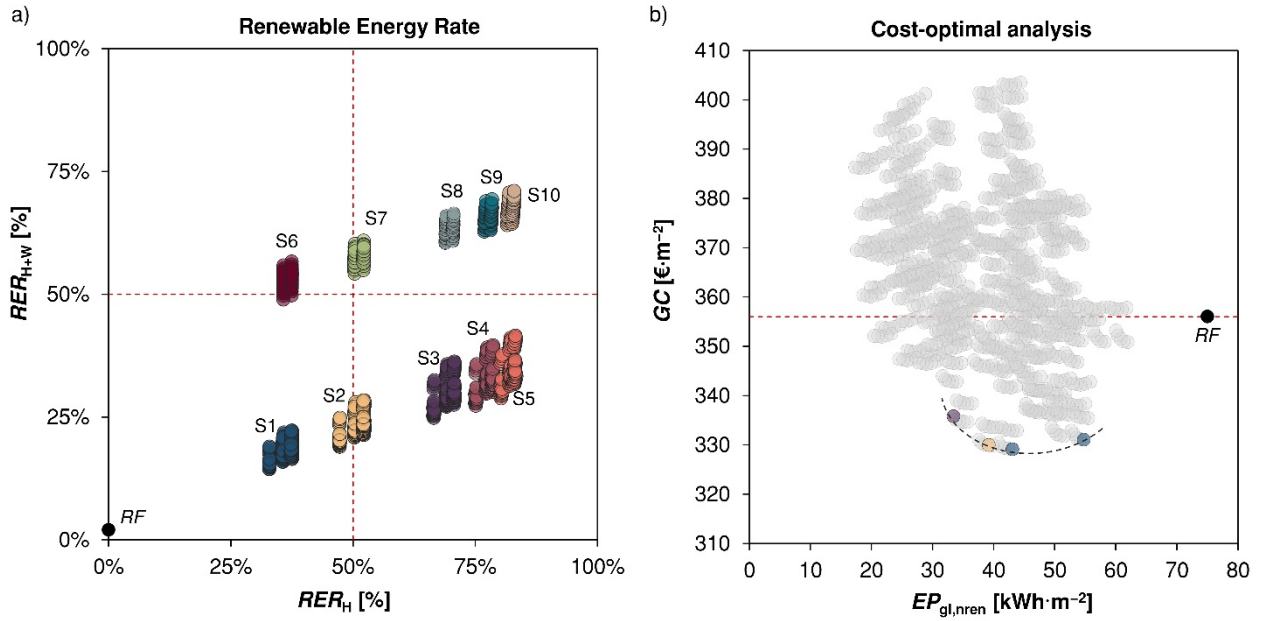 a)
Renewable Energy Rate
100%
75%
50%
25%
0%
0%
25%
50%
75%
100%
RER_H+W [%]
RER_H [%]
S6
S7
S8
S9
S10
S1
S2
S3
S4
S5
RF
b)
Cost-optimal analysis
410
400
390
380
370
360
350
340
330
320
310
0
10
20
30
40
50
60
70
80
GC [€·m⁻²]
EP_gl,nren [kWh·m⁻²]
RF